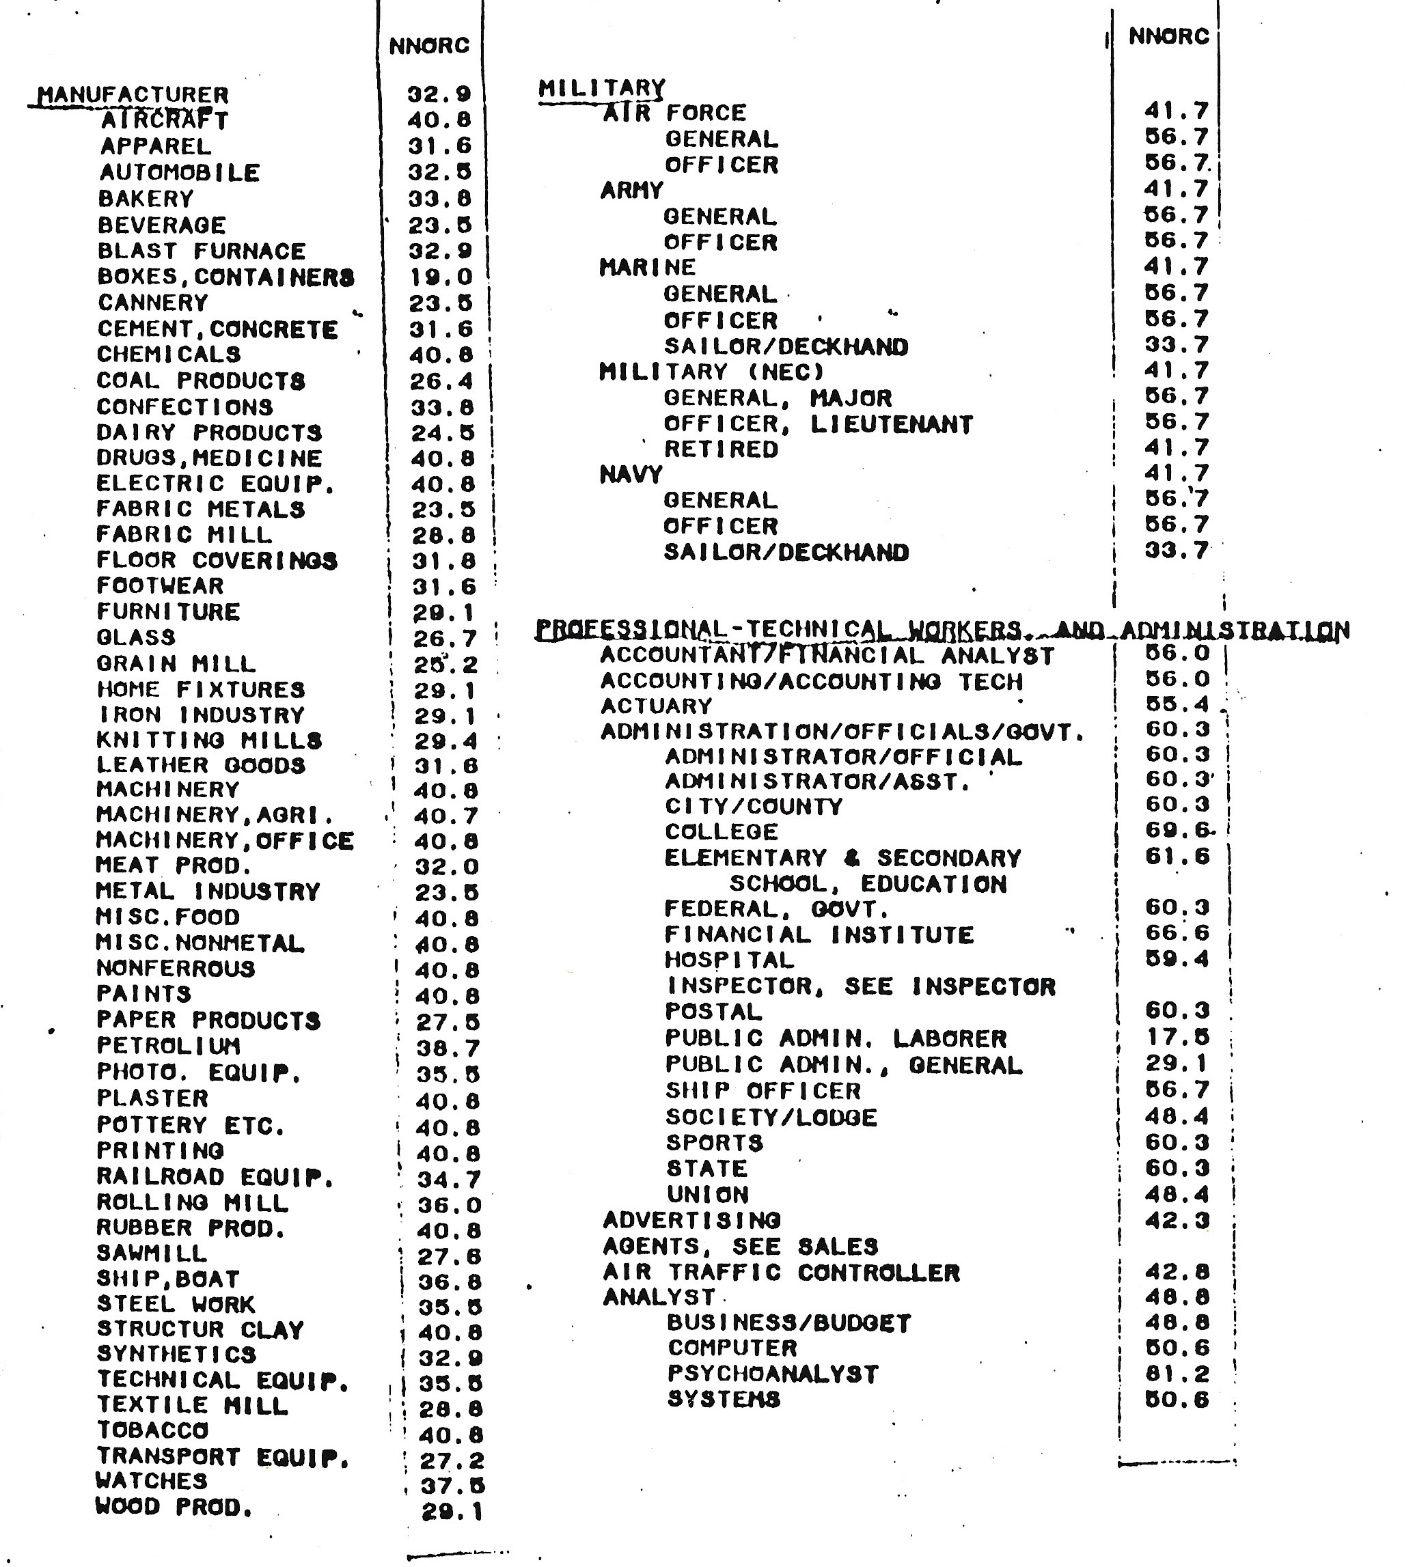 NNORC
MANUFACTURER 32.9
AIRCRAFT 40.8
APPAREL 31.6
AUTOMOBILE 32.5
BAKERY 33.8
BEVERAGE 23.5
BLAST FURNACE 32.9
BOXES,CONTAINERS 19.0
CANNERY 23.5
CEMENT,CONCRETE 31.6
CHEMICALS 40.8
COAL PRODUCTS 26.4
CONFECTIONS 33.8
DAIRY PRODUCTS 24.5
DRUGS,MEDICINE 40.8
ELECTRIC EQUIP. 40.8
FABRIC METALS 23.5
FABRIC MILL 28.8
FLOOR COVERINGS 31.8
FOOTWEAR 31.6
FURNITURE 29.1
GLASS 26.7
GRAIN MILL 25.2
HOME FIXTURES 29.1
IRON INDUSTRY 29.1
KNITTING MILLS 29.4
LEATHER GOODS 31.6
MACHINERY 40.8
MACHINERY,AGRI. 40.7
MACHINERY,OFFICE 40.8
MEAT PROD. 32.0
METAL INDUSTRY 23.5
MISC.FOOD 40.8
MISC.NONMETAL 40.8
NONFERROUS 40.8
PAINTS 40.8
PAPER PRODUCTS 27.5
PETROLIUM 38.7
PHOTO. EQUIP. 35.5
PLASTER 40.8
POTTERY ETC. 40.8
PRINTING 40.8
RAILROAD EQUIP. 34.7
ROLLING MILL 36.0
RUBBER PROD. 40.8
SAWMILL 27.6
SHIP,BOAT 36.8
STEEL WORK 35.5
STRUCTUR CLAY 40.8
SYNTHETICS 32.9
TECHNICAL EQUIP. 35.5
TEXTILE MILL 28.8
TOBACCO 40.8
TRANSPORT EQUIP. 27.2
WATCHES 37.5
WOOD PROD. 29.1
NNORC
MILITARY
AIR FORCE 41.7
GENERAL 56.7
OFFICER 56.7
ARMY 41.7
GENERAL 56.7
OFFICER 56.7
MARINE 41.7
GENERAL 56.7
OFFICER 56.7
SAILOR/DECKHAND 33.7
MILITARY (NEC) 41.7
GENERAL, MAJOR 56.7
OFFICER, LIEUTENANT 56.7
RETIRED 41.7
NAVY 41.7
GENERAL 56.7
OFFICER 56.7
SAILOR/DECKHAND 33.7
PROFESSIONAL-TECHNICAL WORKERS, AND ADMINISTRATION
ACCOUNTANT/FINANCIAL ANALYST 56.0
ACCOUNTING/ACCOUNTING TECH 56.0
ACTUARY 55.4
ADMINISTRATION/OFFICIALS/GOVT. 60.3
ADMINISTRATOR/OFFICIAL 60.3
ADMINISTRATOR/ASST. 60.3
CITY/COUNTY 60.3
COLLEGE 69.6
ELEMENTARY & SECONDARY 61.6
SCHOOL, EDUCATION
FEDERAL, GOVT. 60.3
FINANCIAL INSTITUTE 66.6
HOSPITAL 59.4
INSPECTOR, SEE INSPECTOR
POSTAL 60.3
PUBLIC ADMIN. LABORER 17.5
PUBLIC ADMIN., GENERAL 29.1
SHIP OFFICER 56.7
SOCIETY/LODGE 48.4
SPORTS 60.3
STATE 60.3
UNION 48.4
ADVERTISING 42.3
AGENTS, SEE SALES
AIR TRAFFIC CONTROLLER 42.8
ANALYST 48.8
BUSINESS/BUDGET 48.8
COMPUTER 50.6
PSYCHOANALYST 81.2
SYSTEMS 50.6